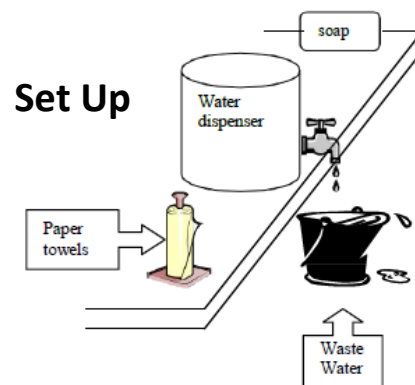 soap
Set Up
Water
dispenser
Paper
towels
Waste
Water